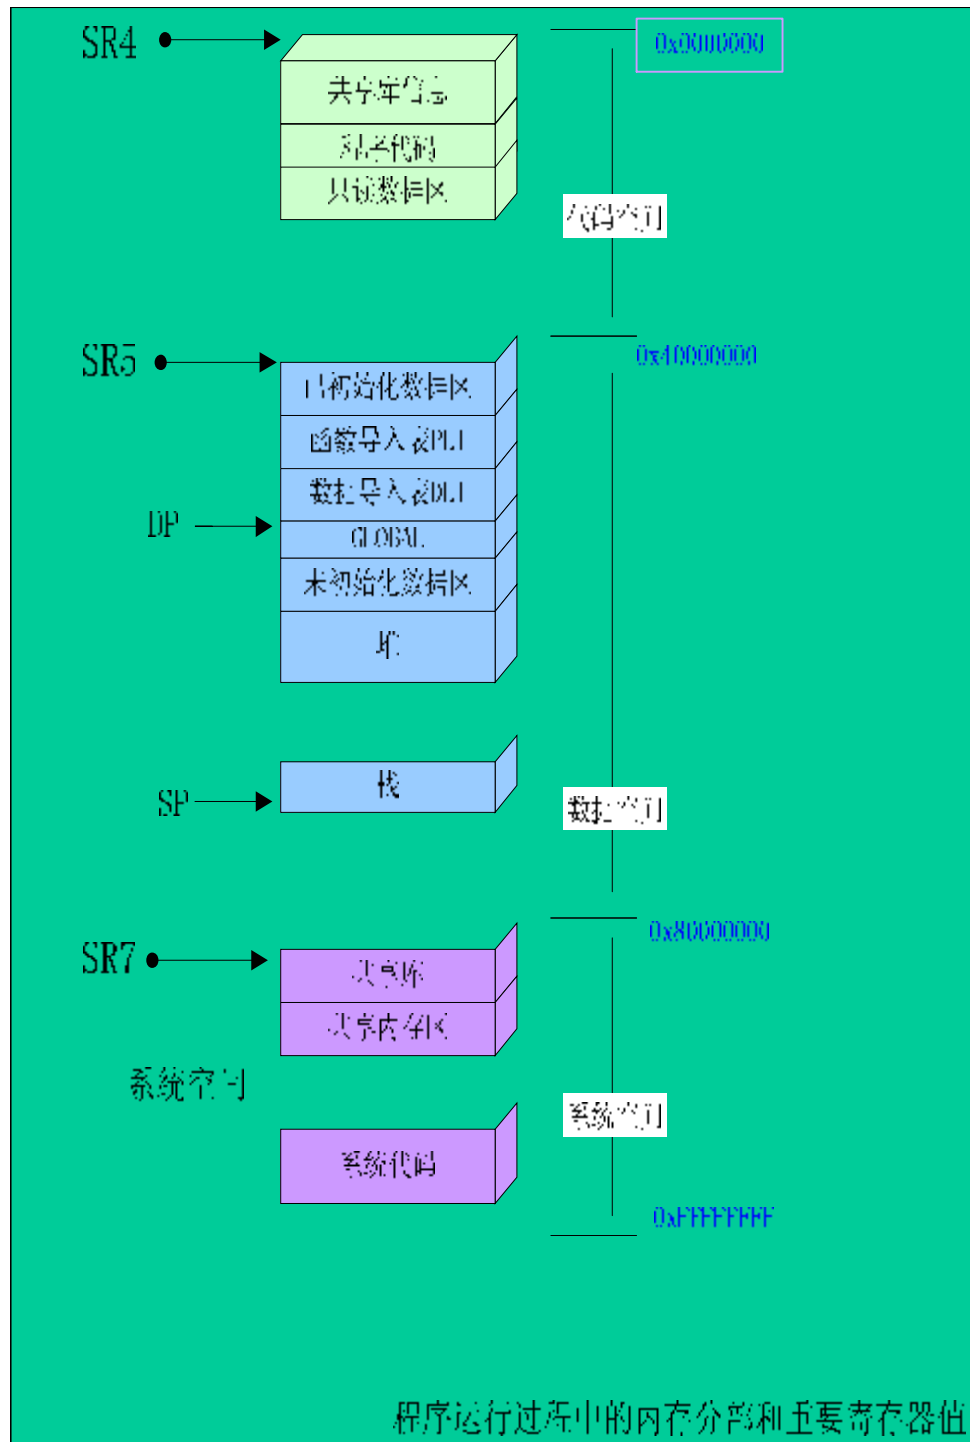 SR4
0x0000000
共享库信息
程序代码
只读数据区
代码空间
SR5
0x40000000
已初始化数据区
函数导入表PLT
数据导入表DLT
DP
GLOBAL
未初始化数据区
堆
栈
SP
数据空间
0x80000000
SR7
共享库
共享内存区
系统空间
系统空间
系统代码
0xFFFFFFFF
程序运行过程中的内存分部和重要寄存器值